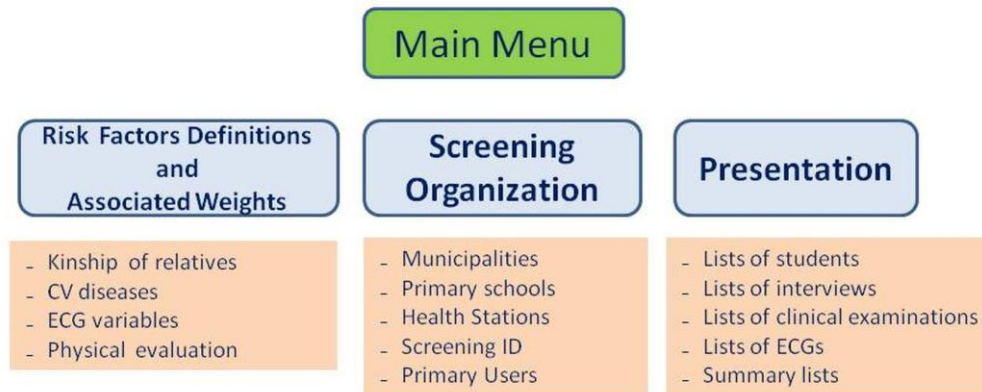 Main Menu
Risk Factors Definitions
and
Associated Weights
- Kinship of relatives
- CV diseases
- ECG variables
- Physical evaluation
Screening
Organization
- Municipalities
- Primary schools
- Health Stations
- Screening ID
- Primary Users
Presentation
- Lists of students
- Lists of interviews
- Lists of clinical examinations
- Lists of ECGs
- Summary lists